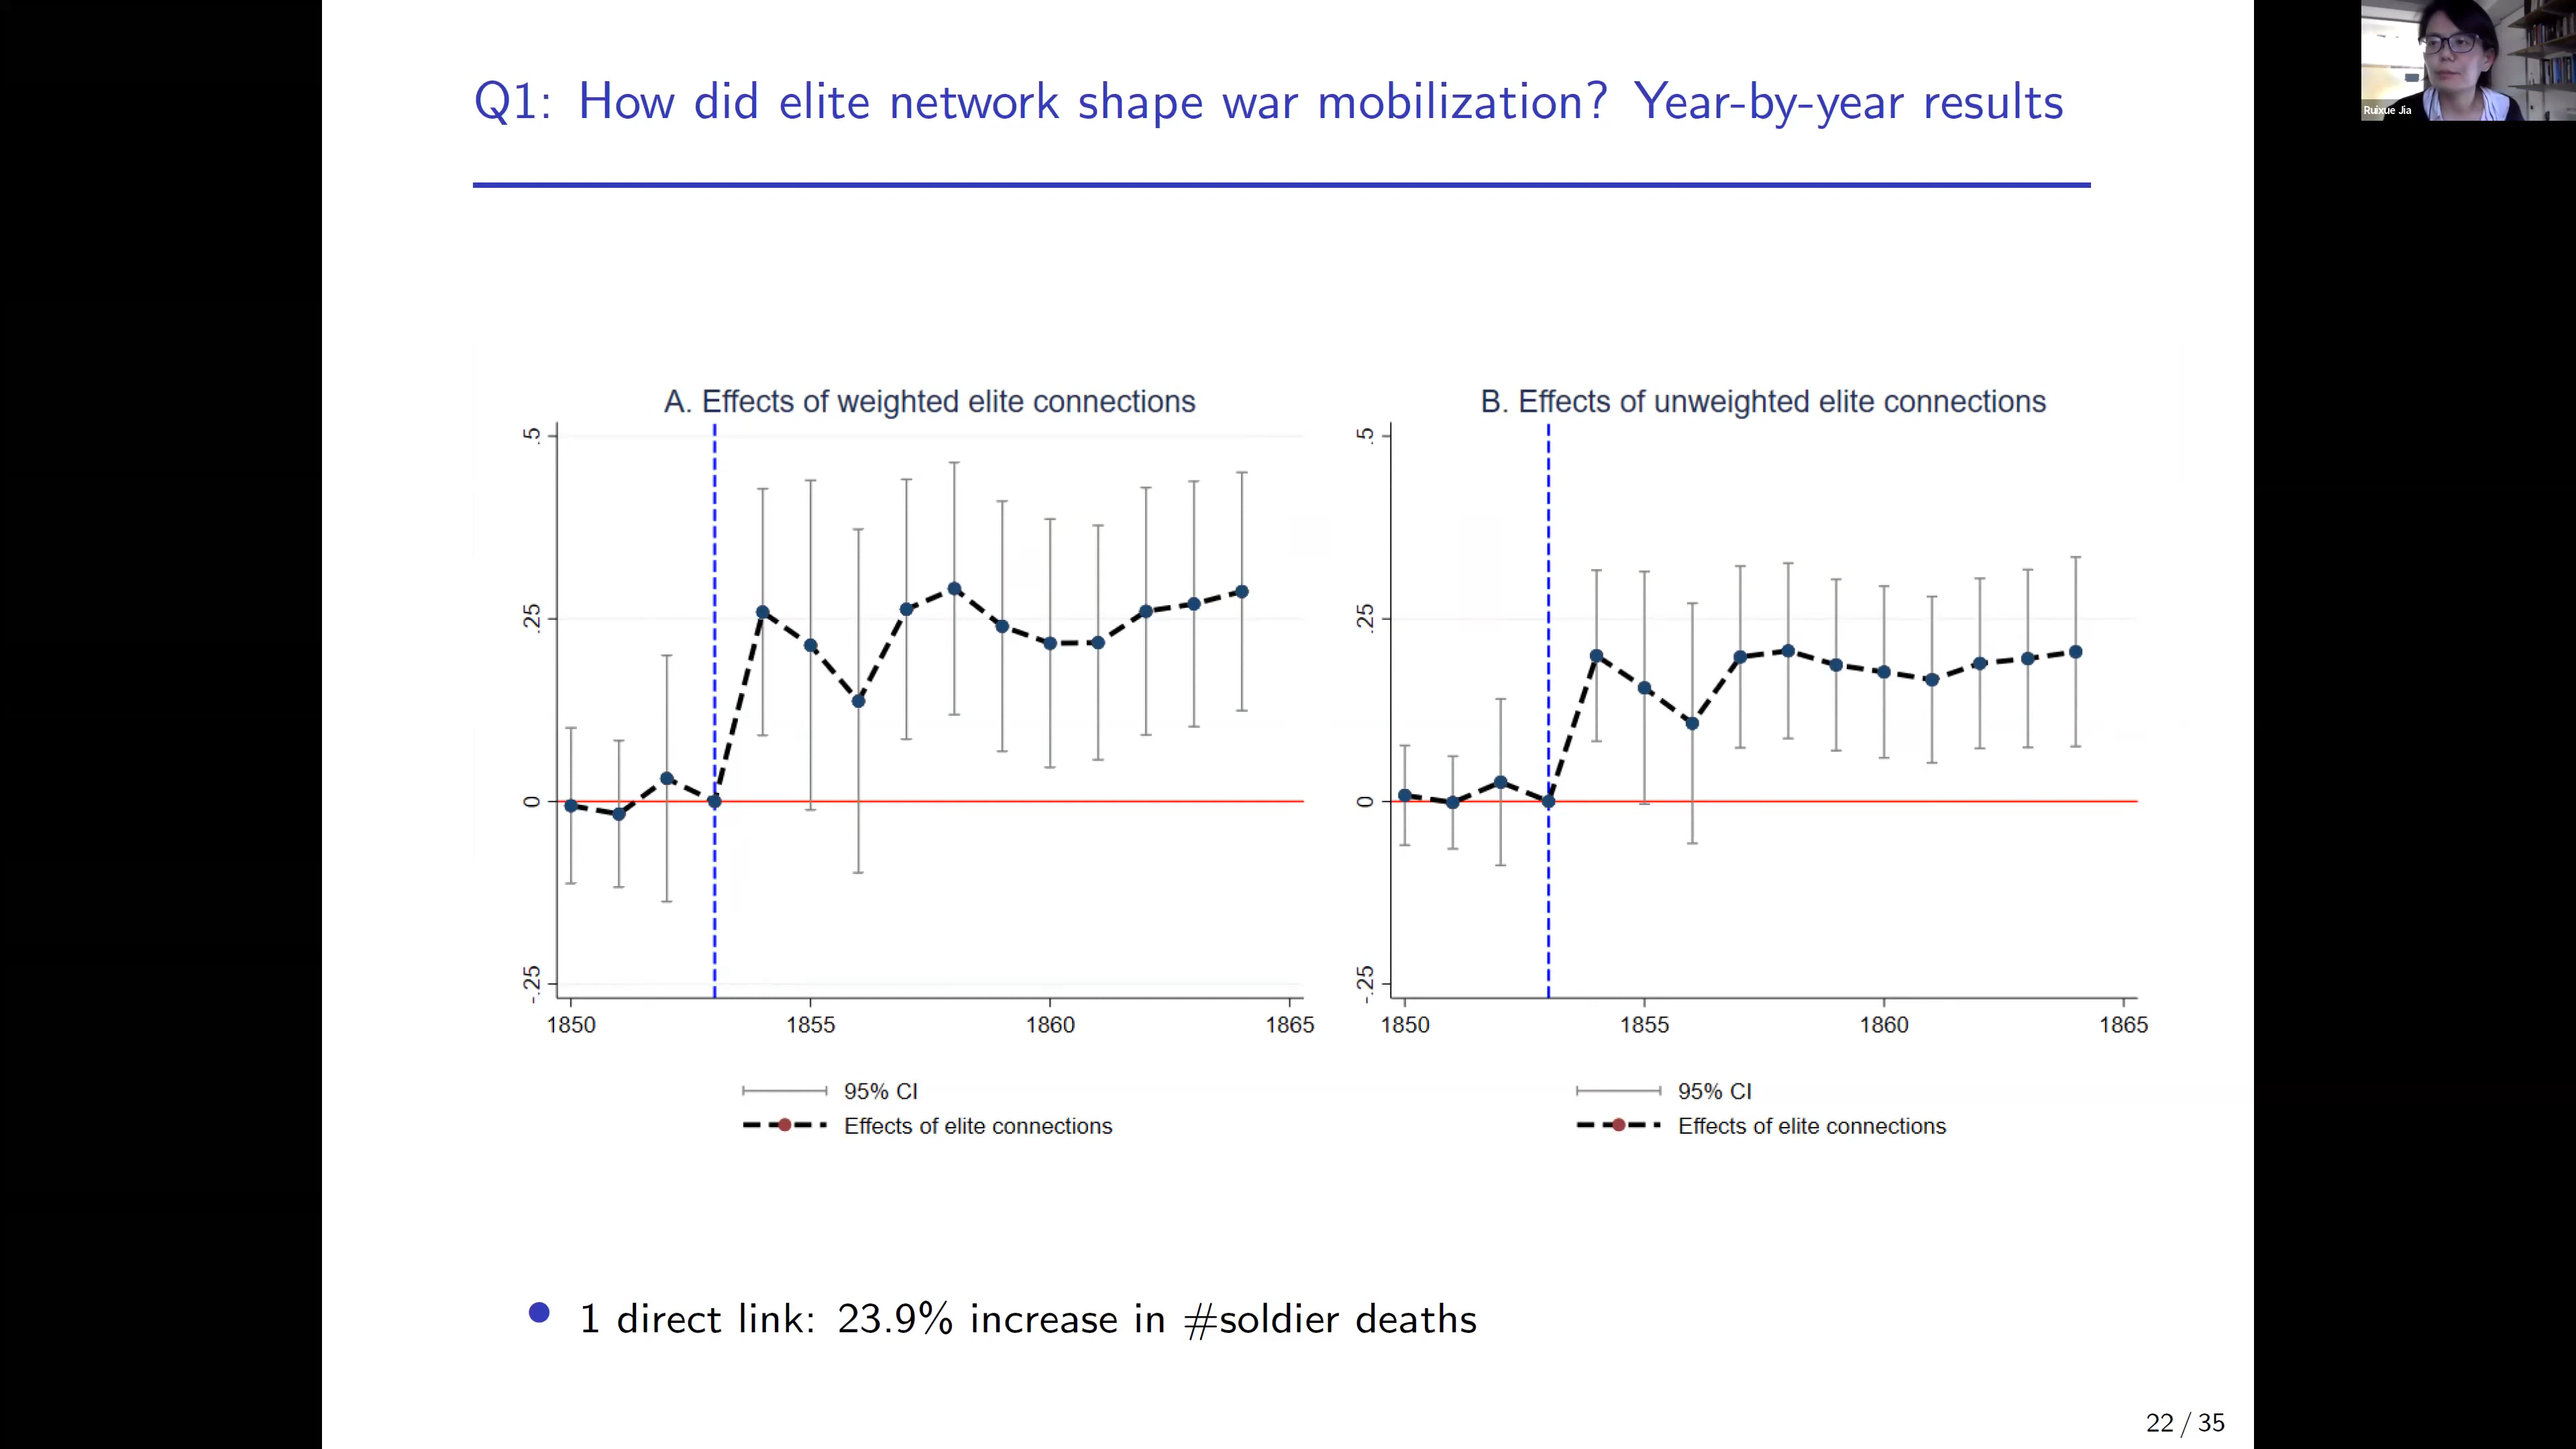 Q1: How did elite network shape war mobilization? Year-by-year results
Ruixue Jia
A. Effects of weighted elite connections
.5
.25
0
-.25
1850 1855 1860 1865
95% CI
Effects of elite connections
B. Effects of unweighted elite connections
.5
.25
0
-.25
1850 1855 1860 1865
95% CI
Effects of elite connections
1 direct link: 23.9% increase in #soldier deaths
22 / 35